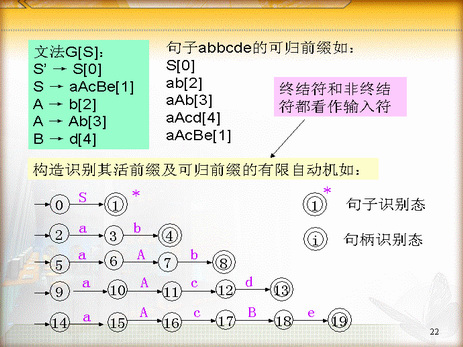 文法G[S]:
S' → S[0]
S → aAcBe[1]
A → b[2]
A → Ab[3]
B → d[4]
句子abbcde的可归前缀如:
S[0]
ab[2]
aAb[3]
aAcd[4]
aAcBe[1]
终结符和非终结
符都看作输入符
构造识别其活前缀及可归前缀的有限自动机如:
0 S 1 *
2 a 3 b 4
5 a 6 A 7 b 8
9 a 10 A 11 c 12 d 13
14 a 15 A 16 c 17 B 18 e 19
1 * 句子识别态
i 句柄识别态
22